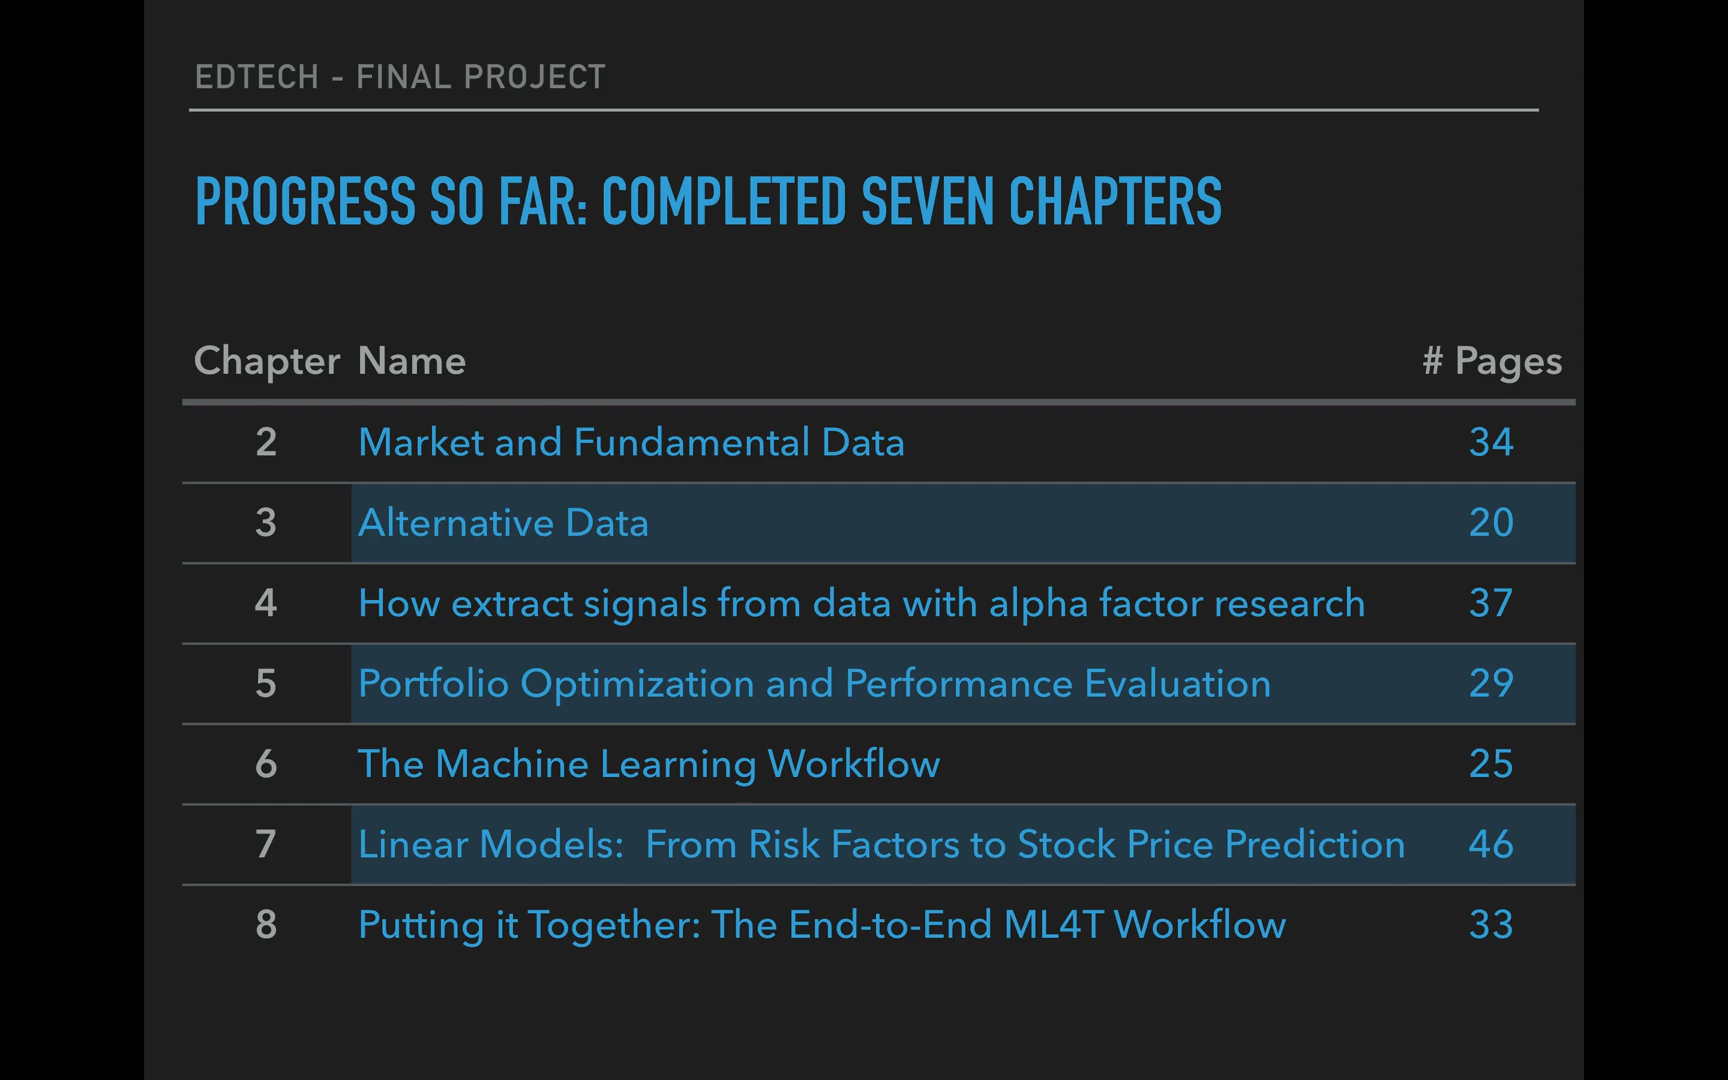 EDTECH - FINAL PROJECT
PROGRESS SO FAR: COMPLETED SEVEN CHAPTERS
Chapter Name # Pages
2 Market and Fundamental Data 34
3 Alternative Data 20
4 How extract signals from data with alpha factor research 37
5 Portfolio Optimization and Performance Evaluation 29
6 The Machine Learning Workflow 25
7 Linear Models: From Risk Factors to Stock Price Prediction 46
8 Putting it Together: The End-to-End ML4T Workflow 33